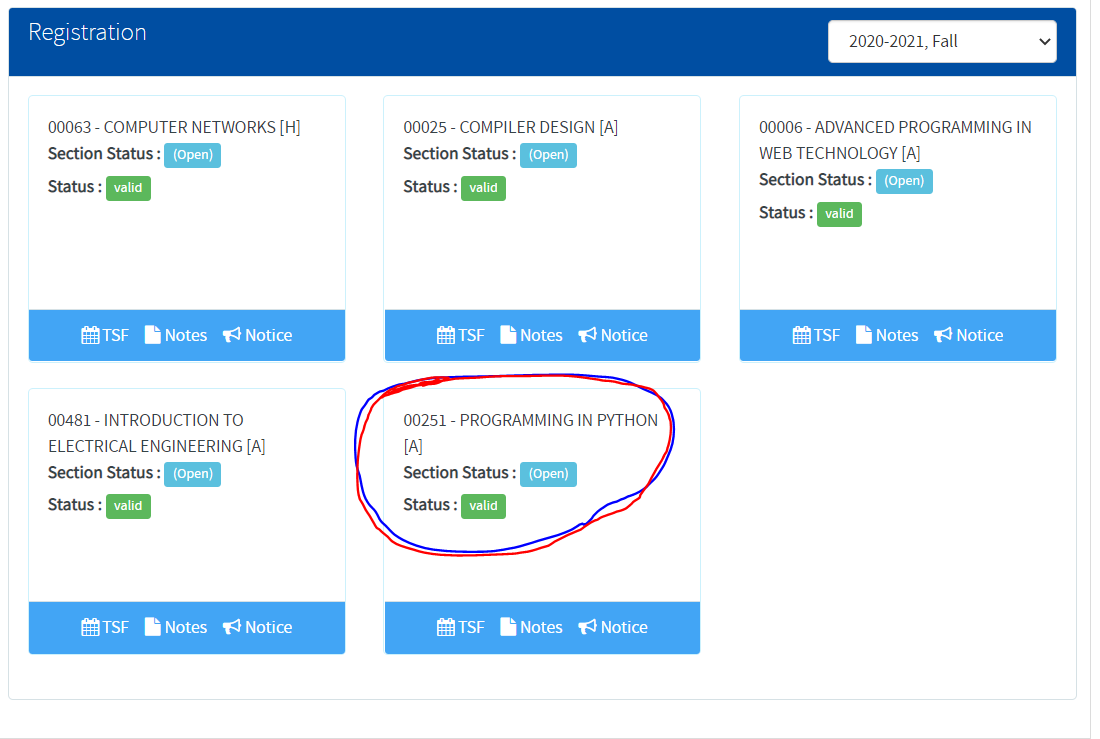 Registration
2020-2021, Fall
00063 - COMPUTER NETWORKS [H]
Section Status : (Open)
Status : valid
TSF Notes Notice
00025 - COMPILER DESIGN [A]
Section Status : (Open)
Status : valid
TSF Notes Notice
00006 - ADVANCED PROGRAMMING IN
WEB TECHNOLOGY [A]
Section Status : (Open)
Status : valid
TSF Notes Notice
00481 - INTRODUCTION TO
ELECTRICAL ENGINEERING [A]
Section Status : (Open)
Status : valid
TSF Notes Notice
00251 - PROGRAMMING IN PYTHON
[A]
Section Status : (Open)
Status : valid
TSF Notes Notice